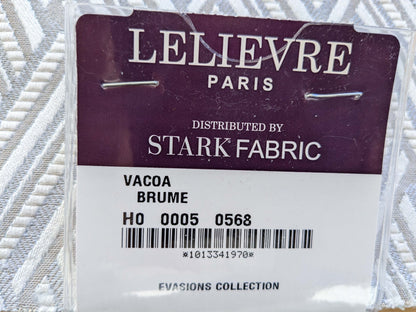 LELIEVRE
PARIS
DISTRIBUTED BY
STARK FABRIC
VACOA
BRUME
H0 0005 0568
*1013341970*
EVASIONS COLLECTION